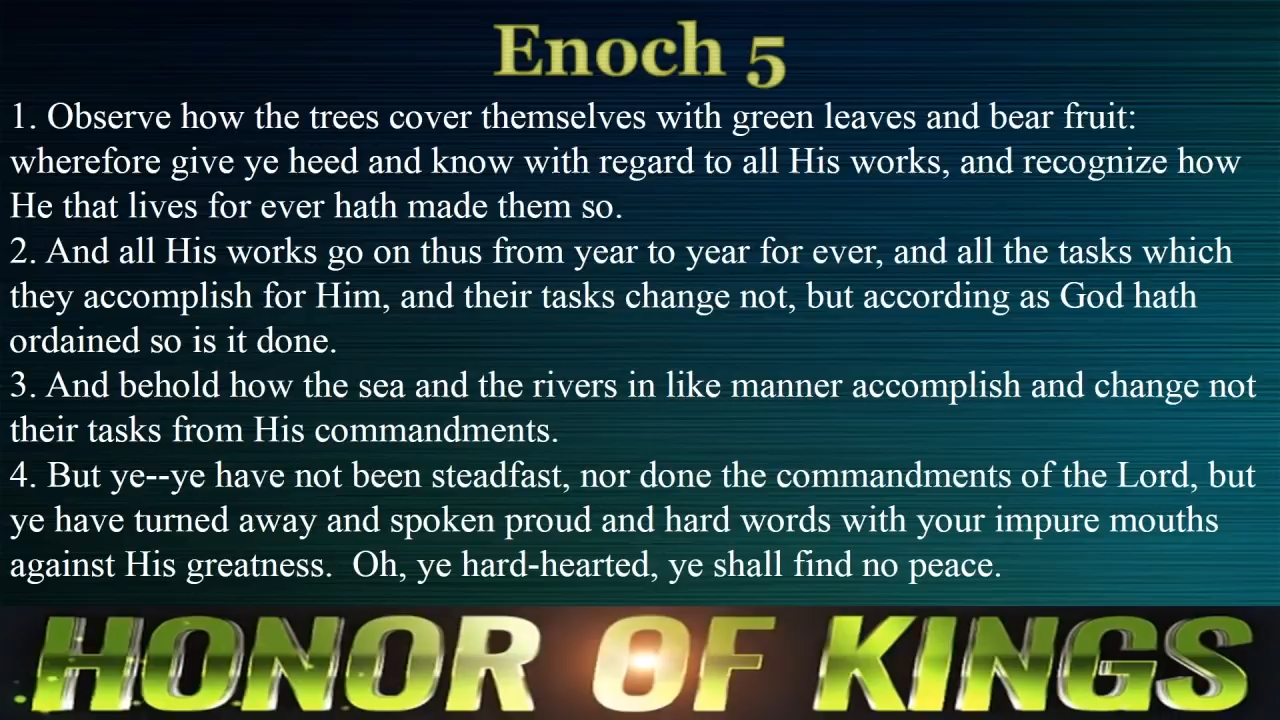 Enoch 5
1. Observe how the trees cover themselves with green leaves and bear fruit:
wherefore give ye heed and know with regard to all His works, and recognize how
He that lives for ever hath made them so.
2. And all His works go on thus from year to year for ever, and all the tasks which
they accomplish for Him, and their tasks change not, but according as God hath
ordained so is it done.
3. And behold how the sea and the rivers in like manner accomplish and change not
their tasks from His commandments.
4. But ye--ye have not been steadfast, nor done the commandments of the Lord, but
ye have turned away and spoken proud and hard words with your impure mouths
against His greatness.  Oh, ye hard-hearted, ye shall find no peace.
HONOR OF KINGS